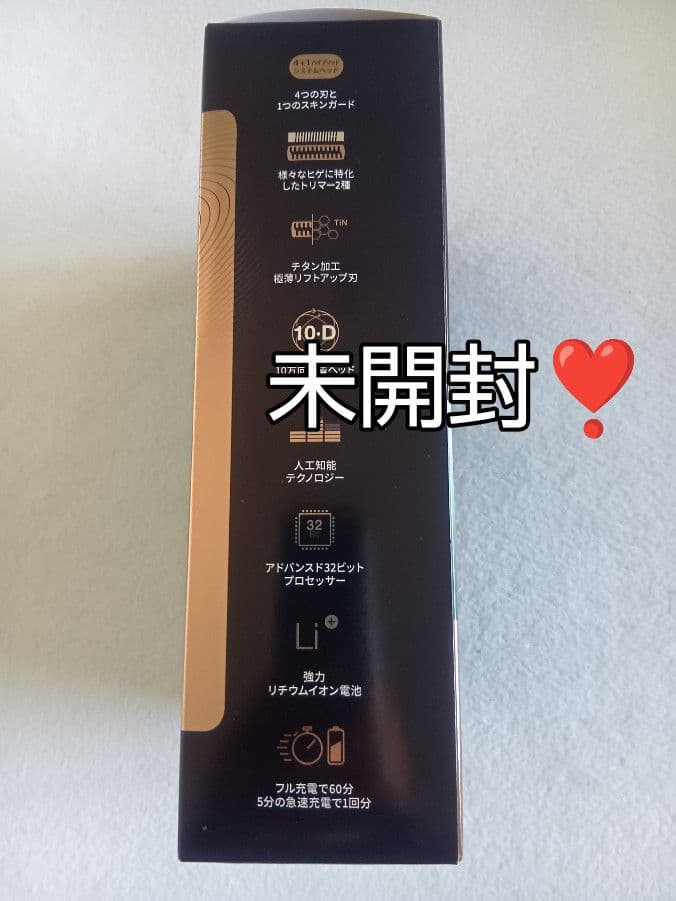 4+1ハイブリッド
システムヘッド
4つの刃と
1つのスキンガード
様々なヒゲに特化
したトリマー2種
TiN
チタン加工
極薄リフトアップ刃
10・D
ヘッド
未開封
人工知能
テクノロジー
32
アドバンスド32ビット
プロセッサー
Li+
強力
リチウムイオン電池
フル充電で60分
5分の急速充電で1回分